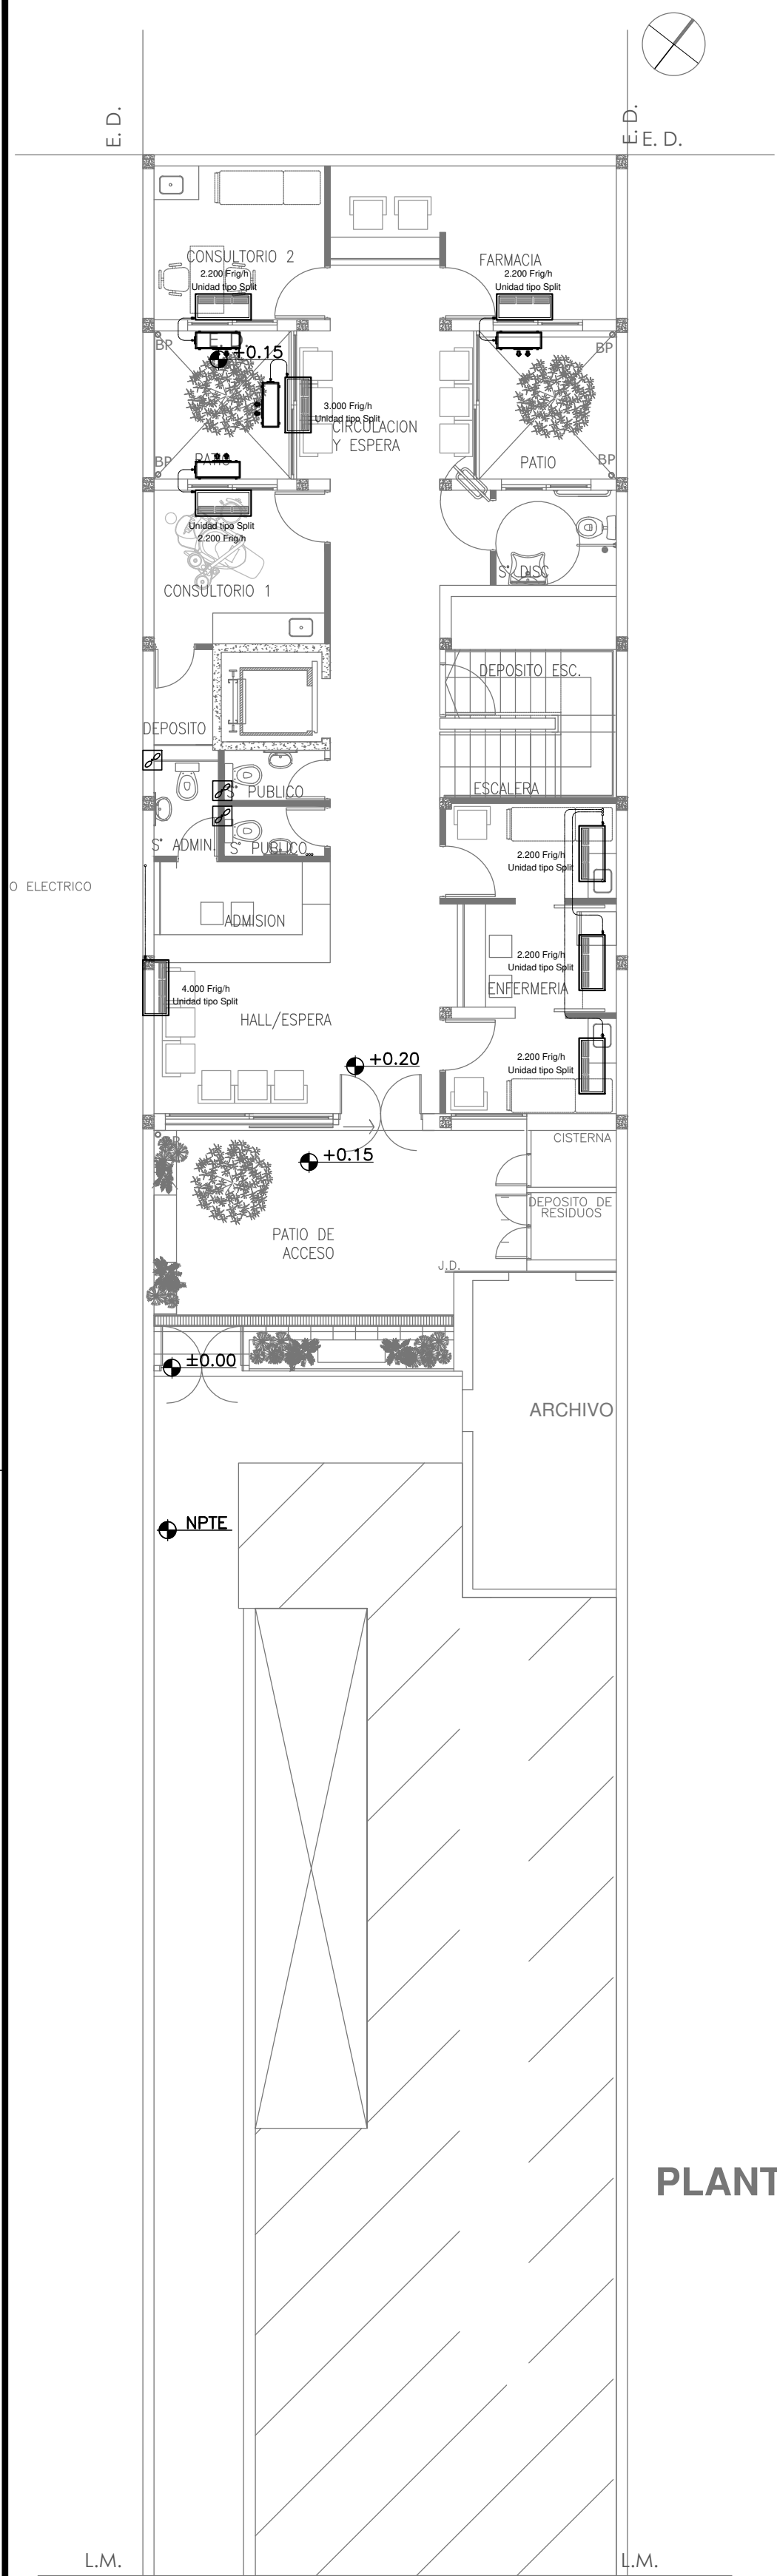 E. D.
E. D.
E. D.
CONSULTORIO 2
2.200 Frig/h
Unidad tipo Split
FARMACIA
2.200 Frig/h
Unidad tipo Split
BP
+0.15
BP
3.000 Frig/h
Unidad tipo Split
CIRCULACION
Y ESPERA
BP
PATIO
PATIO
BP
Unidad tipo Split
2.200 Frig/h
CONSULTORIO 1
S° DISC
DEPOSITO ESC.
DEPOSITO
ESCALERA
S° PUBLICO
S° ADMIN.
S° PUBLICO
2.200 Frig/h
Unidad tipo Split
O ELECTRICO
ADMISION
2.200 Frig/h
Unidad tipo Split
ENFERMERIA
4.000 Frig/h
Unidad tipo Split
HALL/ESPERA
+0.20
2.200 Frig/h
Unidad tipo Split
CISTERNA
+0.15
DEPOSITO DE
RESIDUOS
PATIO DE
ACCESO
J.D.
±0.00
ARCHIVO
NPTE
PLANT
L.M.
L.M.